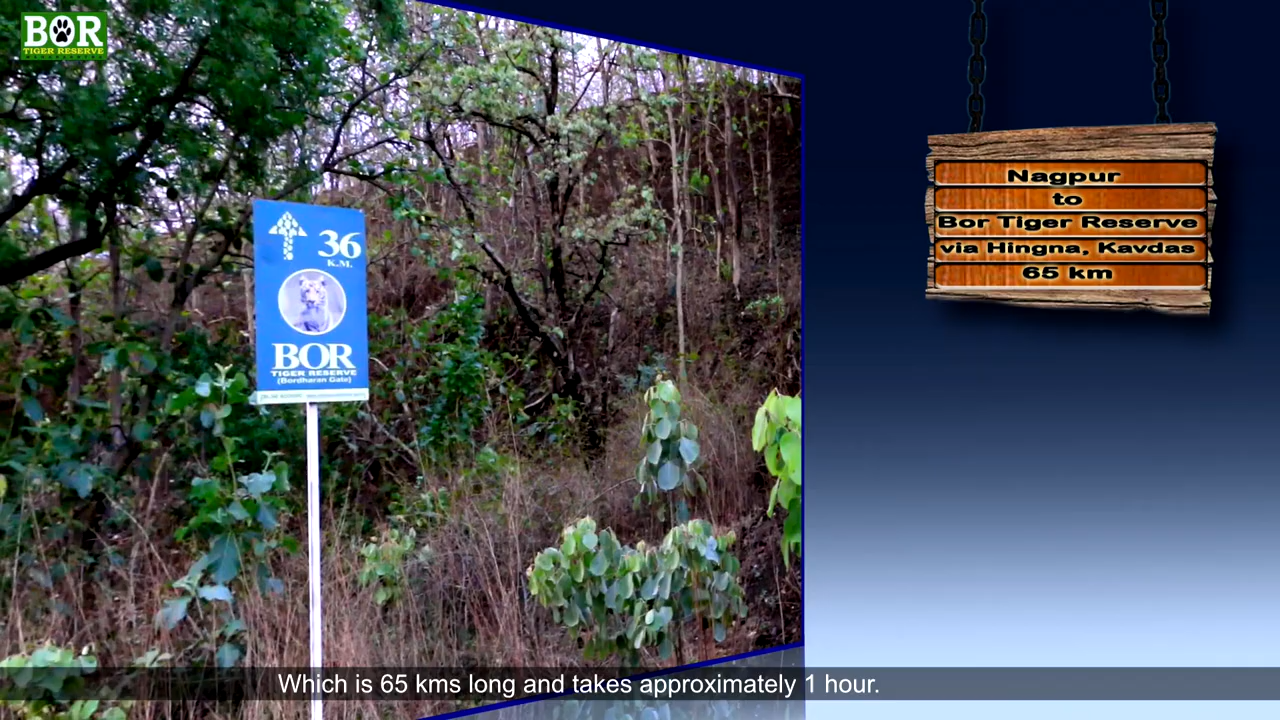 BOR
TIGER RESERVE
36
K.M.
BOR
TIGER RESERVE
(Bordharan Gate)
Nagpur
to
Bor Tiger Reserve
via Hingna, Kavdas
65 km
Which is 65 kms long and takes approximately 1 hour.